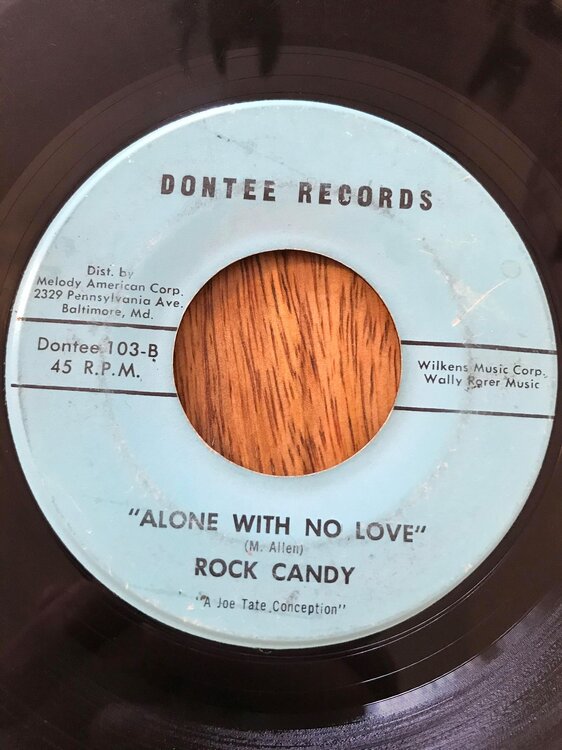 DONTEE RECORDS
Dist. by
Melody American Corp.
2329 Pennsylvania Ave.
Baltimore, Md.
Dontee 103-B
45 R.P.M.
Wilkens Music Corp.
Wally Rorer Music
"ALONE WITH NO LOVE"
(M. Allen)
ROCK CANDY
"A Joe Tate Conception"